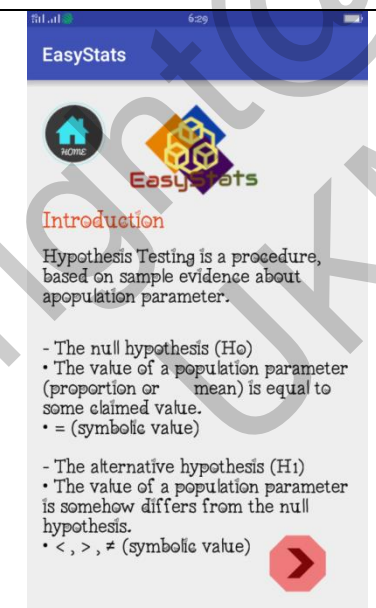 6:29
EasyStats
HOME
EasyStats
Introduction
Hypothesis Testing is a procedure,
based on sample evidence about
apopulation parameter.
- The null hypothesis (H0)
• The value of a population parameter
(proportion or mean) is equal to
some claimed value.
• = (symbolic value)
- The alternative hypothesis (H1)
• The value of a population parameter
is somehow differs from the null
hypothesis.
• < , > , ≠ (symbolic value)